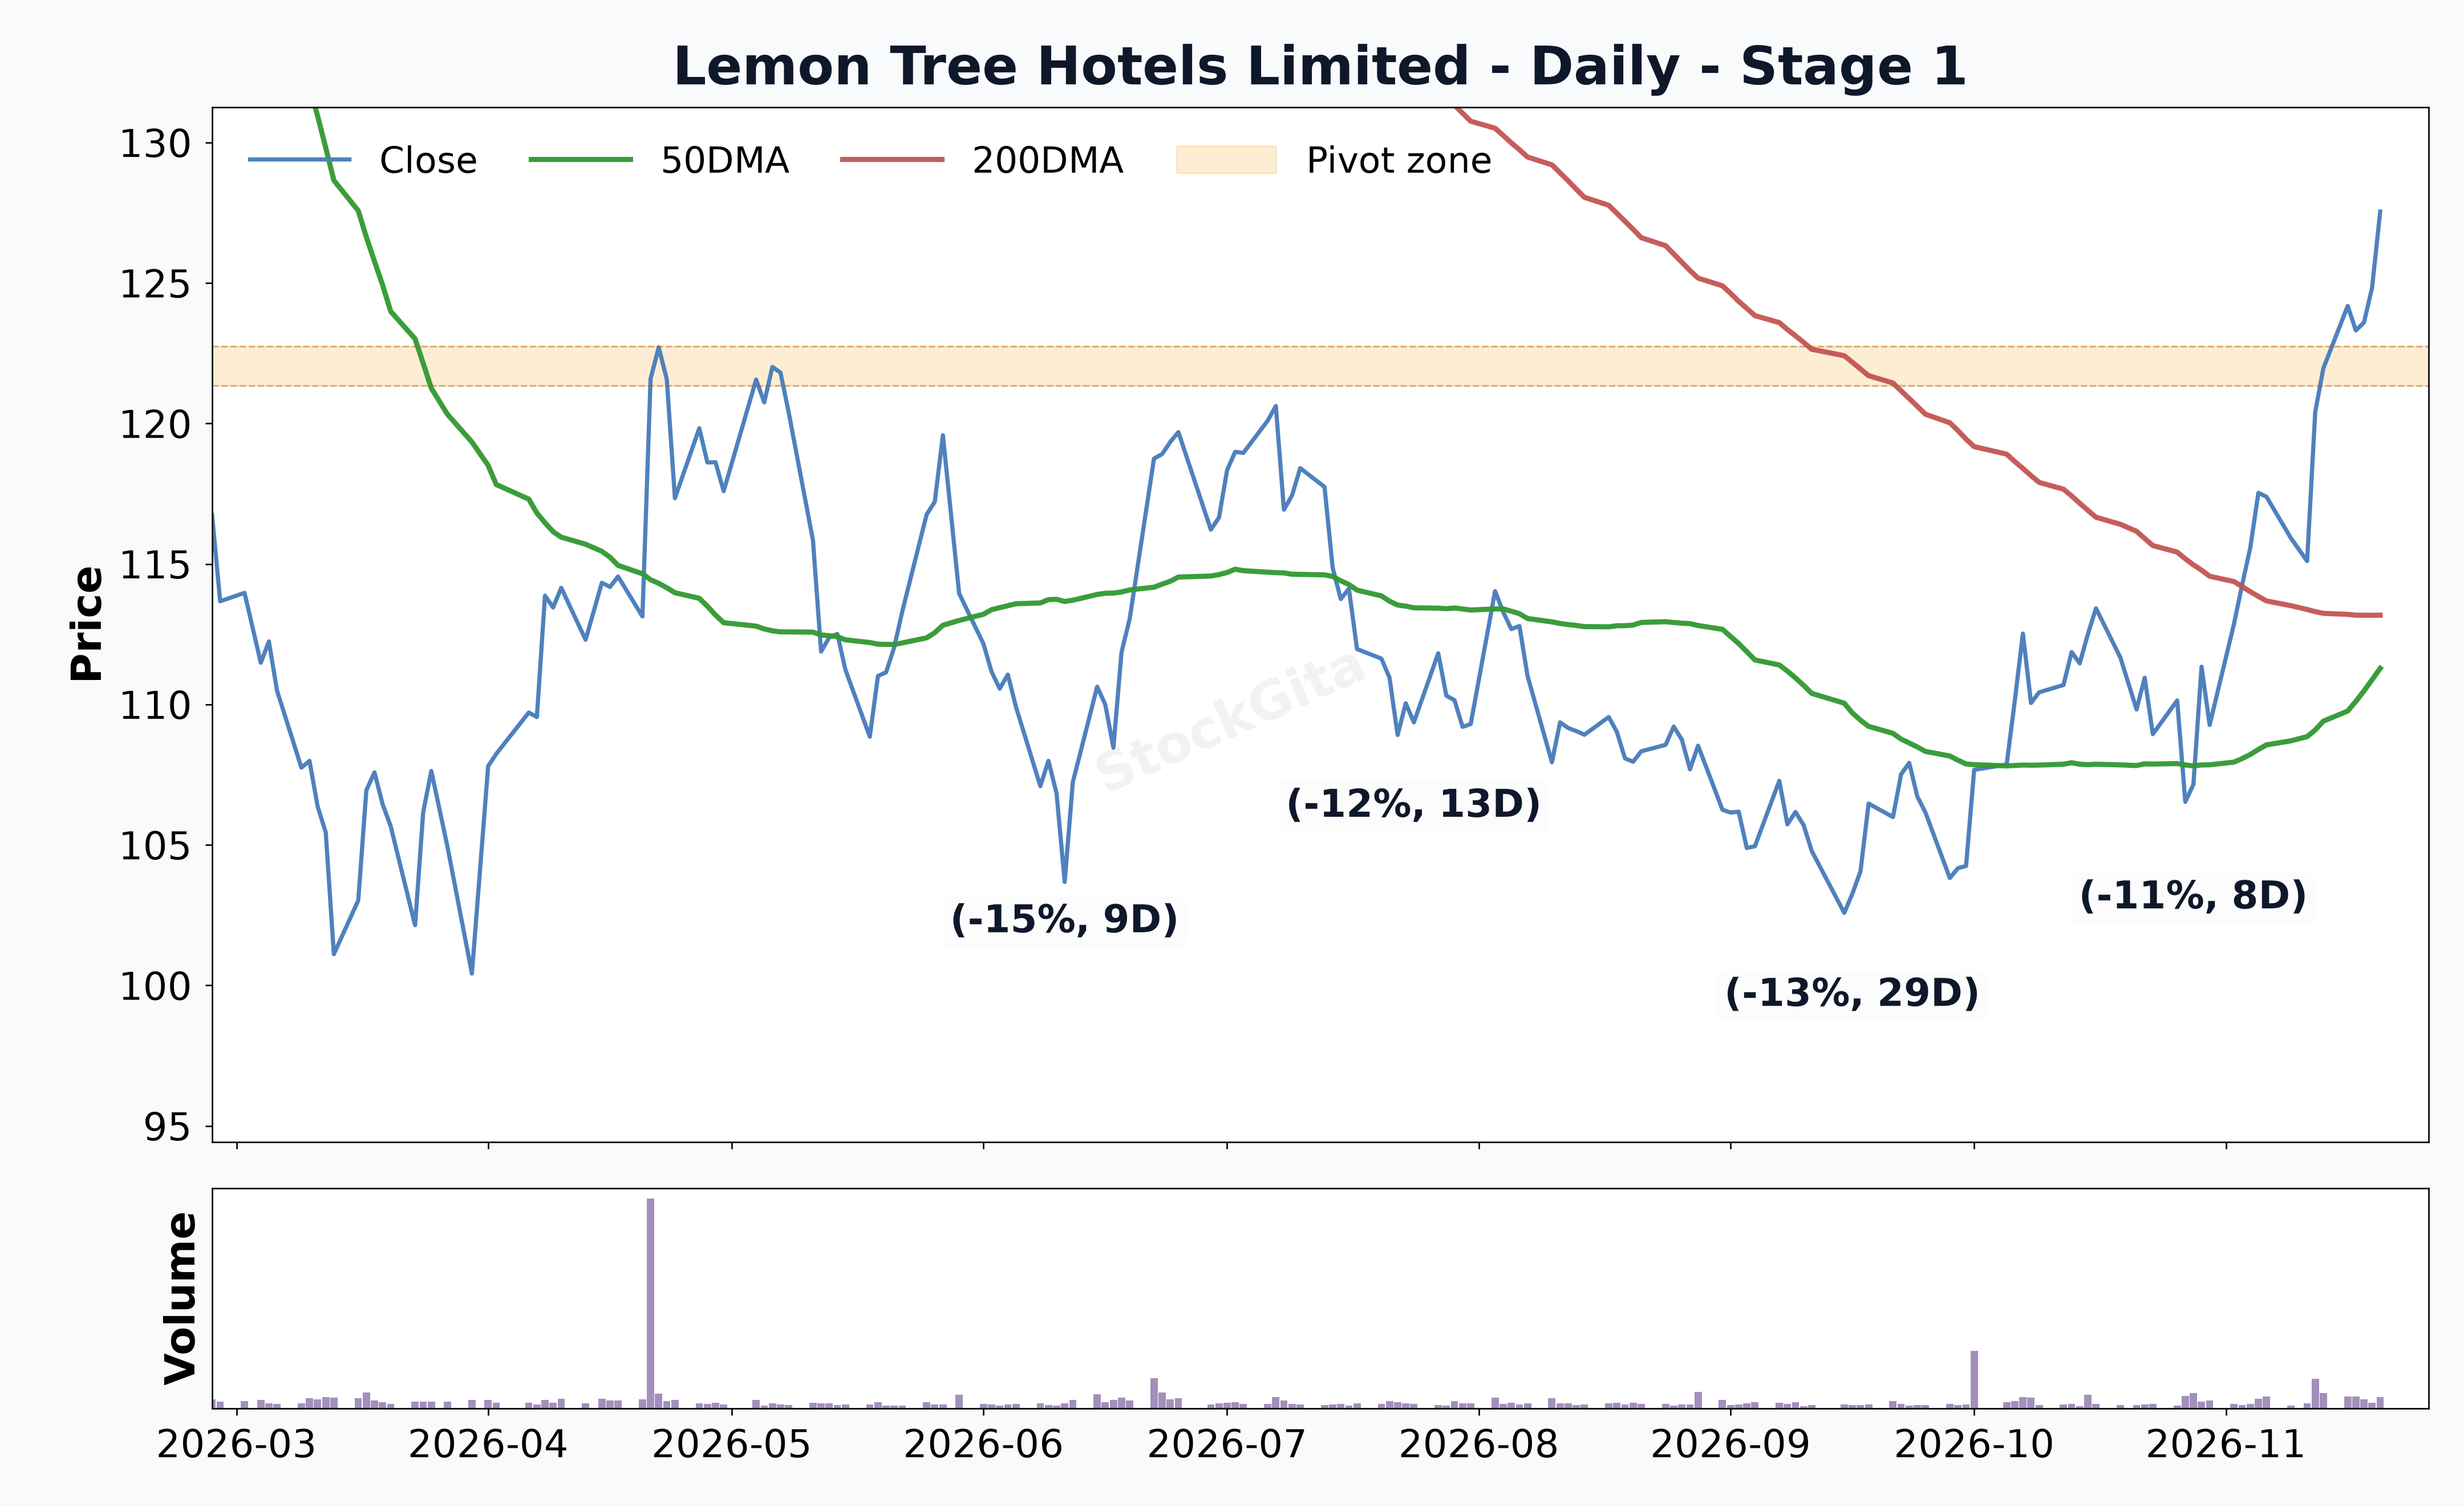 Lemon Tree Hotels Limited - Daily - Stage 1
Close 50DMA 200DMA Pivot zone
130
125
120
115
110
105
100
95
Price
StockGita
(-12%, 13D)
(-15%, 9D)
(-11%, 8D)
(-13%, 29D)
Volume
2026-03 2026-04 2026-05 2026-06 2026-07 2026-08 2026-09 2026-10 2026-11